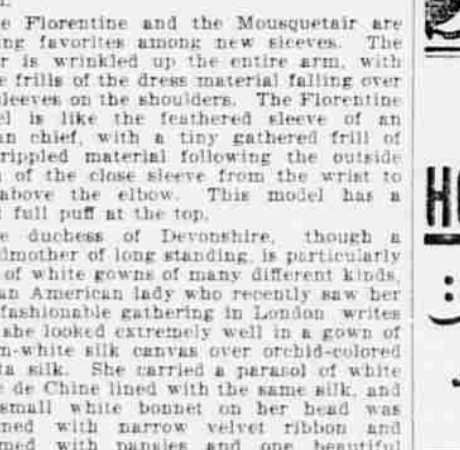 e Florentine and the Mousquetair are
ng favorites among new sleeves. The
r is wrinkled up the entire arm, with
e frills of the dress material falling over
leeves on the shoulders. The Florentine
el is like the feathered sleeve of an
an chief, with a tiny gathered frill of
rippled material following the outside
of the close sleeve from the wrist to
above the elbow. This model has a
full puff at the top.
e duchess of Devonshire, though a
dmother of long standing, is particularly
of white gowns of many different kinds,
an American lady who recently saw her
fashionable gathering in London writes
she looked extremely well in a gown of
n-white silk canvas over orchid-colored
ta silk. She carried a parasol of white
e de Chine lined with the same silk, and
small white bonnet on her head was
ned with narrow velvet ribbon and
med with pansies and one beautiful
HO